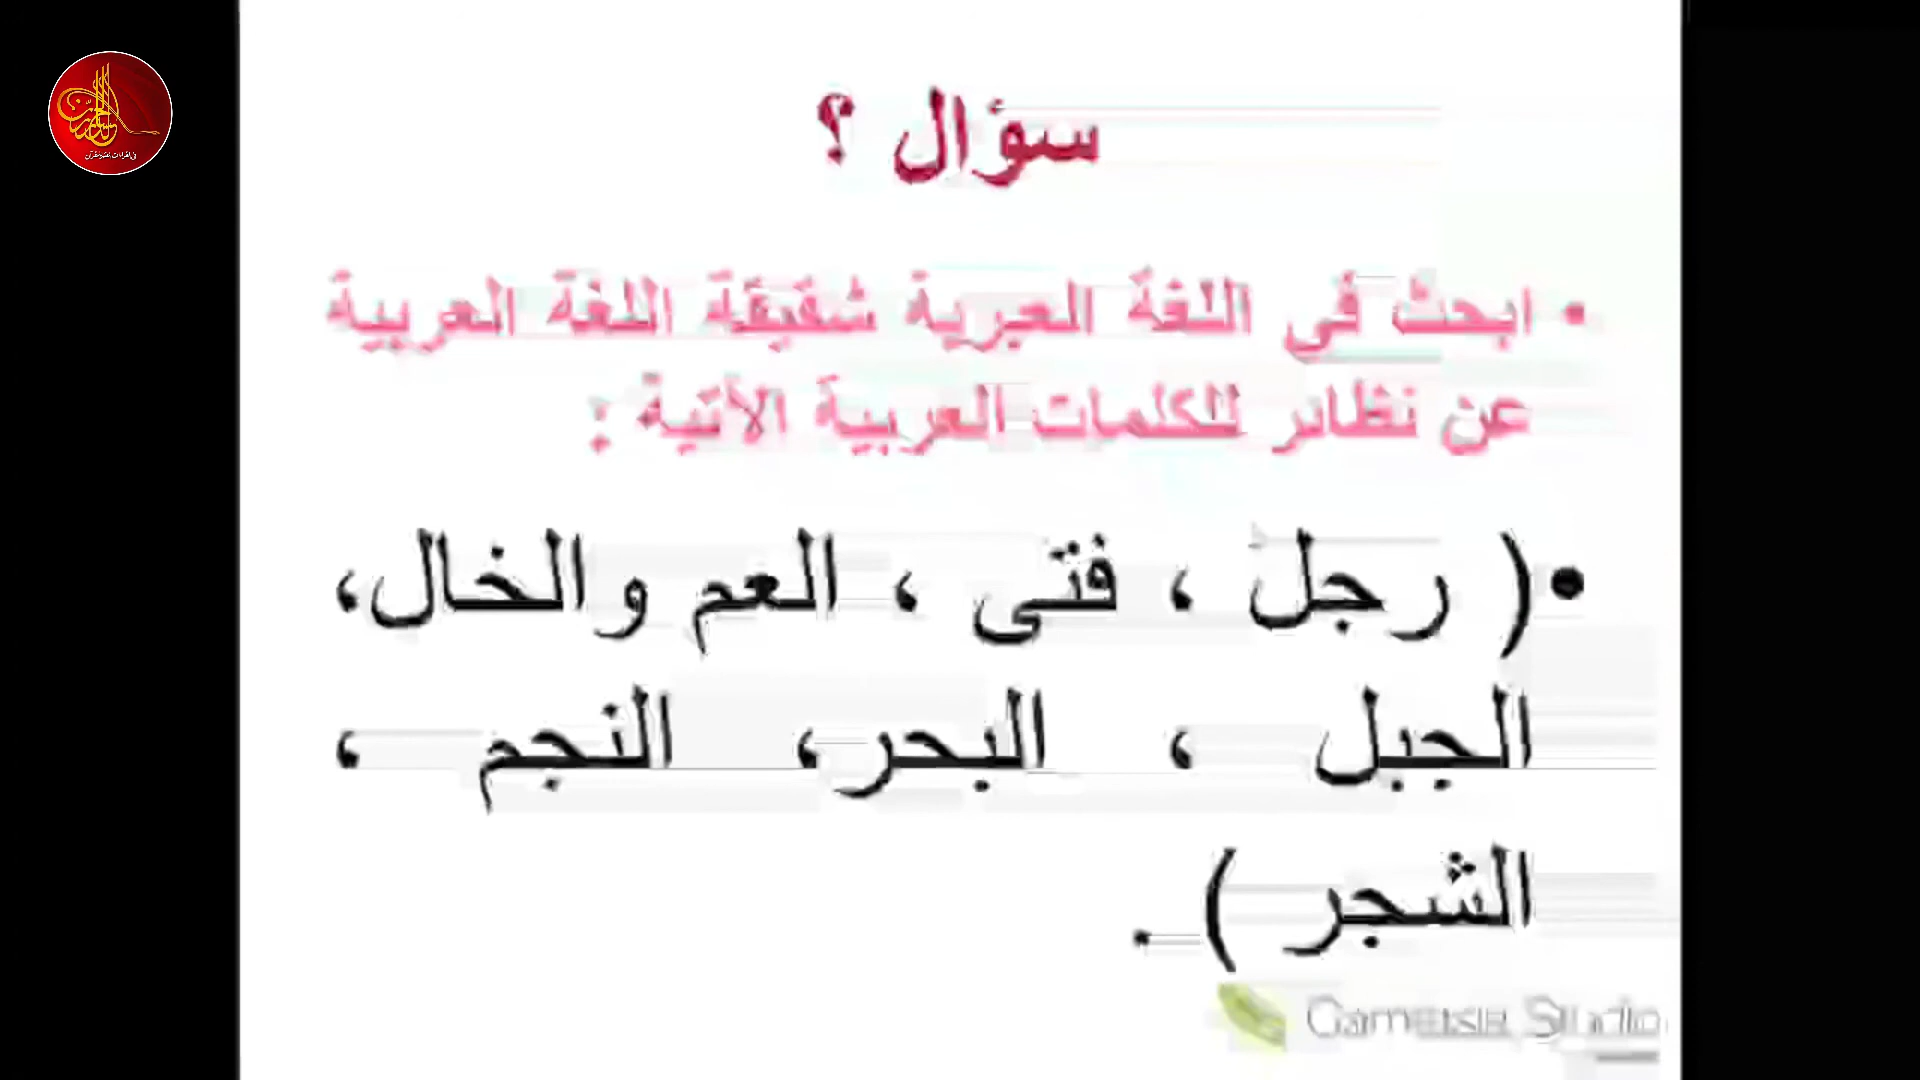 سؤال ؟
• ابحث في اللغة العبرية شقيقة اللغة العربية
عن نظائر للكلمات العربية الآتية :
•( رجل ، فتى ، العم والخال،
الجبل ، البحر، النجم ،
الشجر ) .
Camtasia Studio